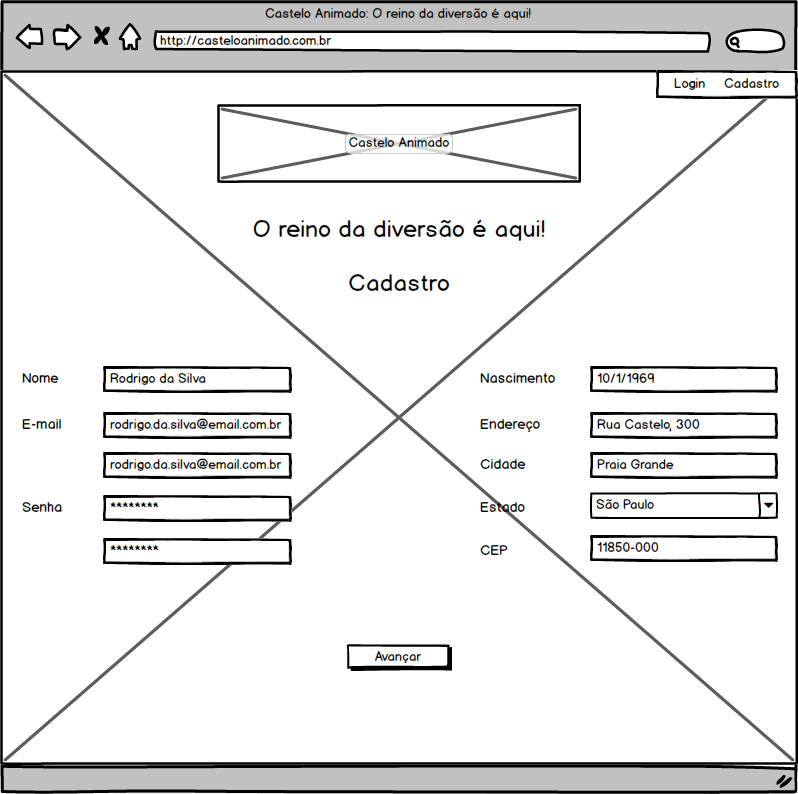 Castelo Animado: O reino da diversão é aqui!
http://casteloanimado.com.br
Login Cadastro
Castelo Animado
O reino da diversão é aqui!
Cadastro
Nome Rodrigo da Silva
E-mail rodrigo.da.silva@email.com.br
rodrigo.da.silva@email.com.br
Senha ********
********
Nascimento 10/1/1969
Endereço Rua Castelo, 300
Cidade Praia Grande
Estado São Paulo
CEP 11850-000
Avançar